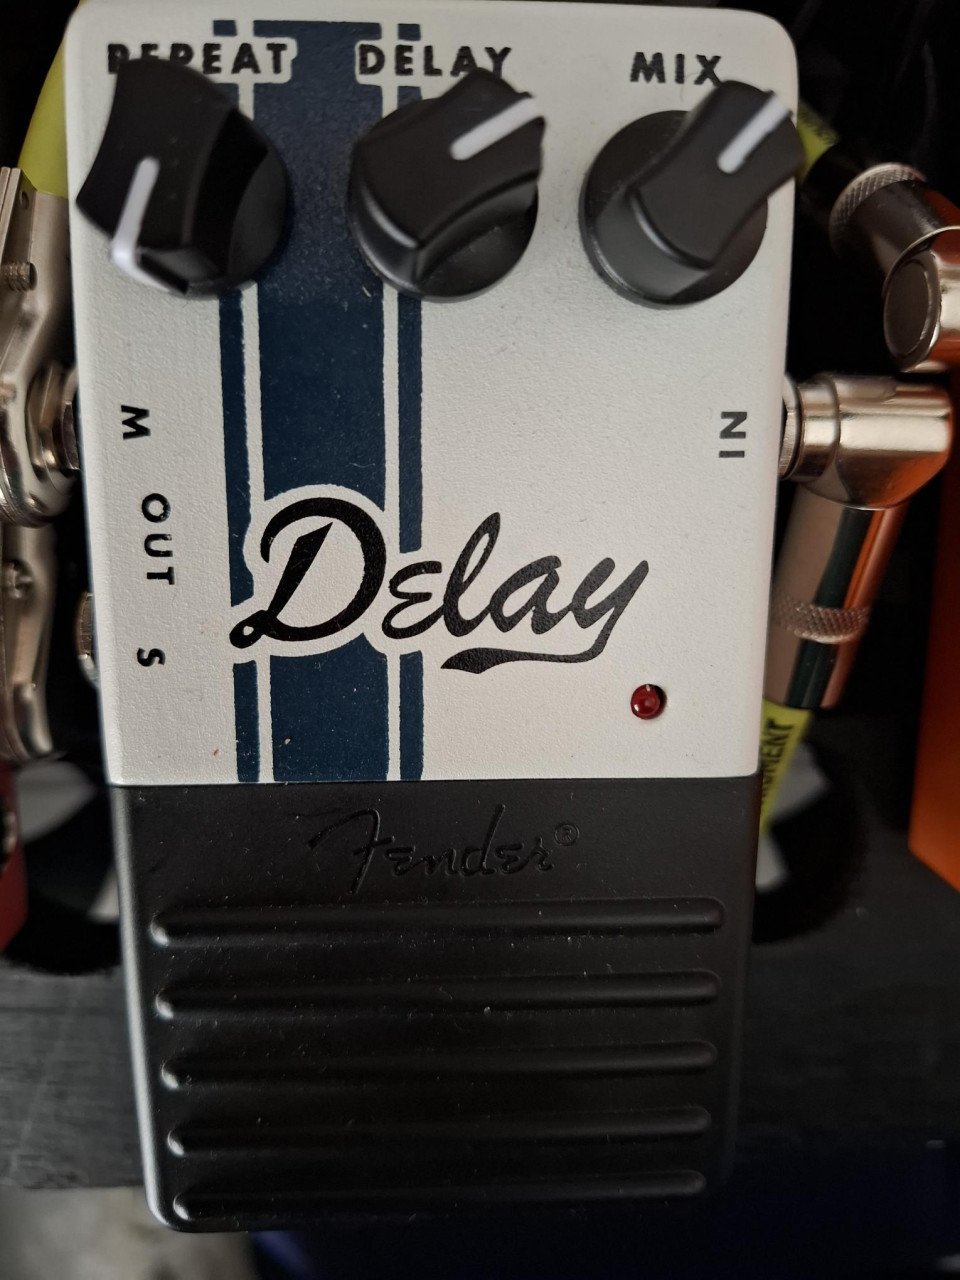 REPEAT DELAY MIX
M
IN
OUT
S
Delay
Fender®